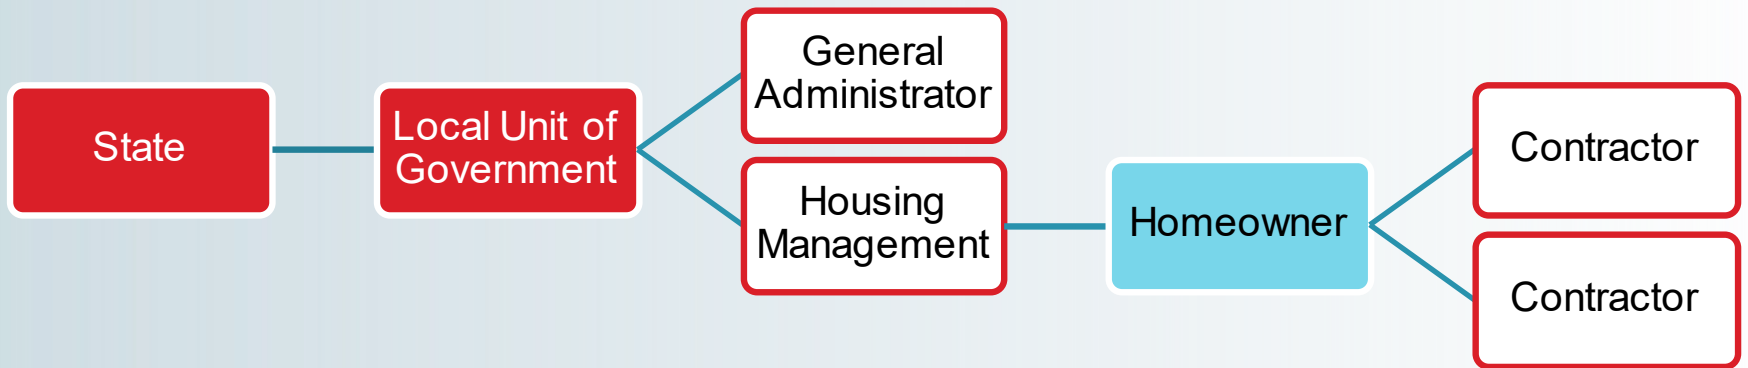 State
Local Unit of
Government
General
Administrator
Housing
Management
Homeowner
Contractor
Contractor